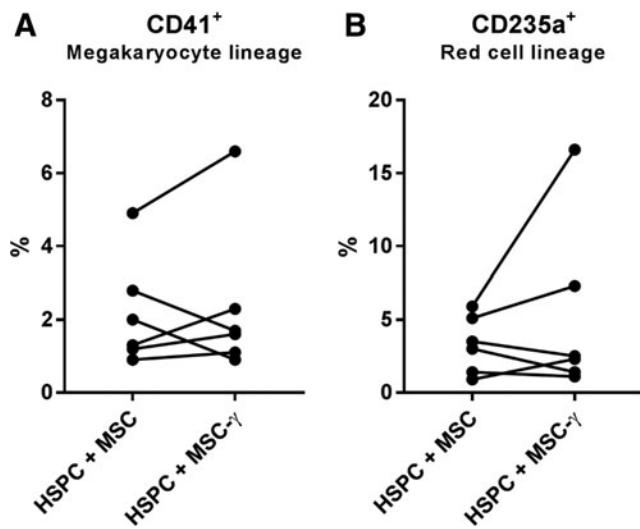 A
CD41⁺
Megakaryocyte lineage
%
8
6
4
2
0
HSPC + MSC
HSPC + MSC-γ
B
CD235a⁺
Red cell lineage
%
20
15
10
5
0
HSPC + MSC
HSPC + MSC-γ